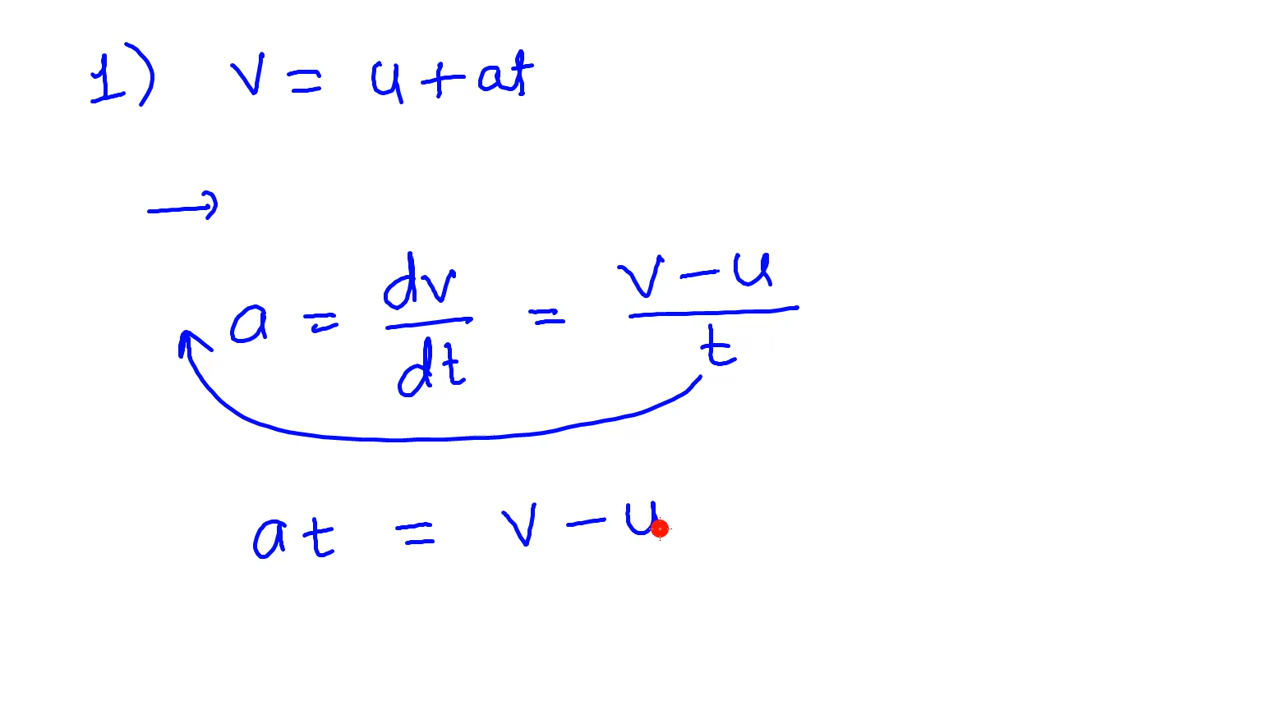 1) v = u + at
→
a = dv/dt = v - u/t
at = v - u